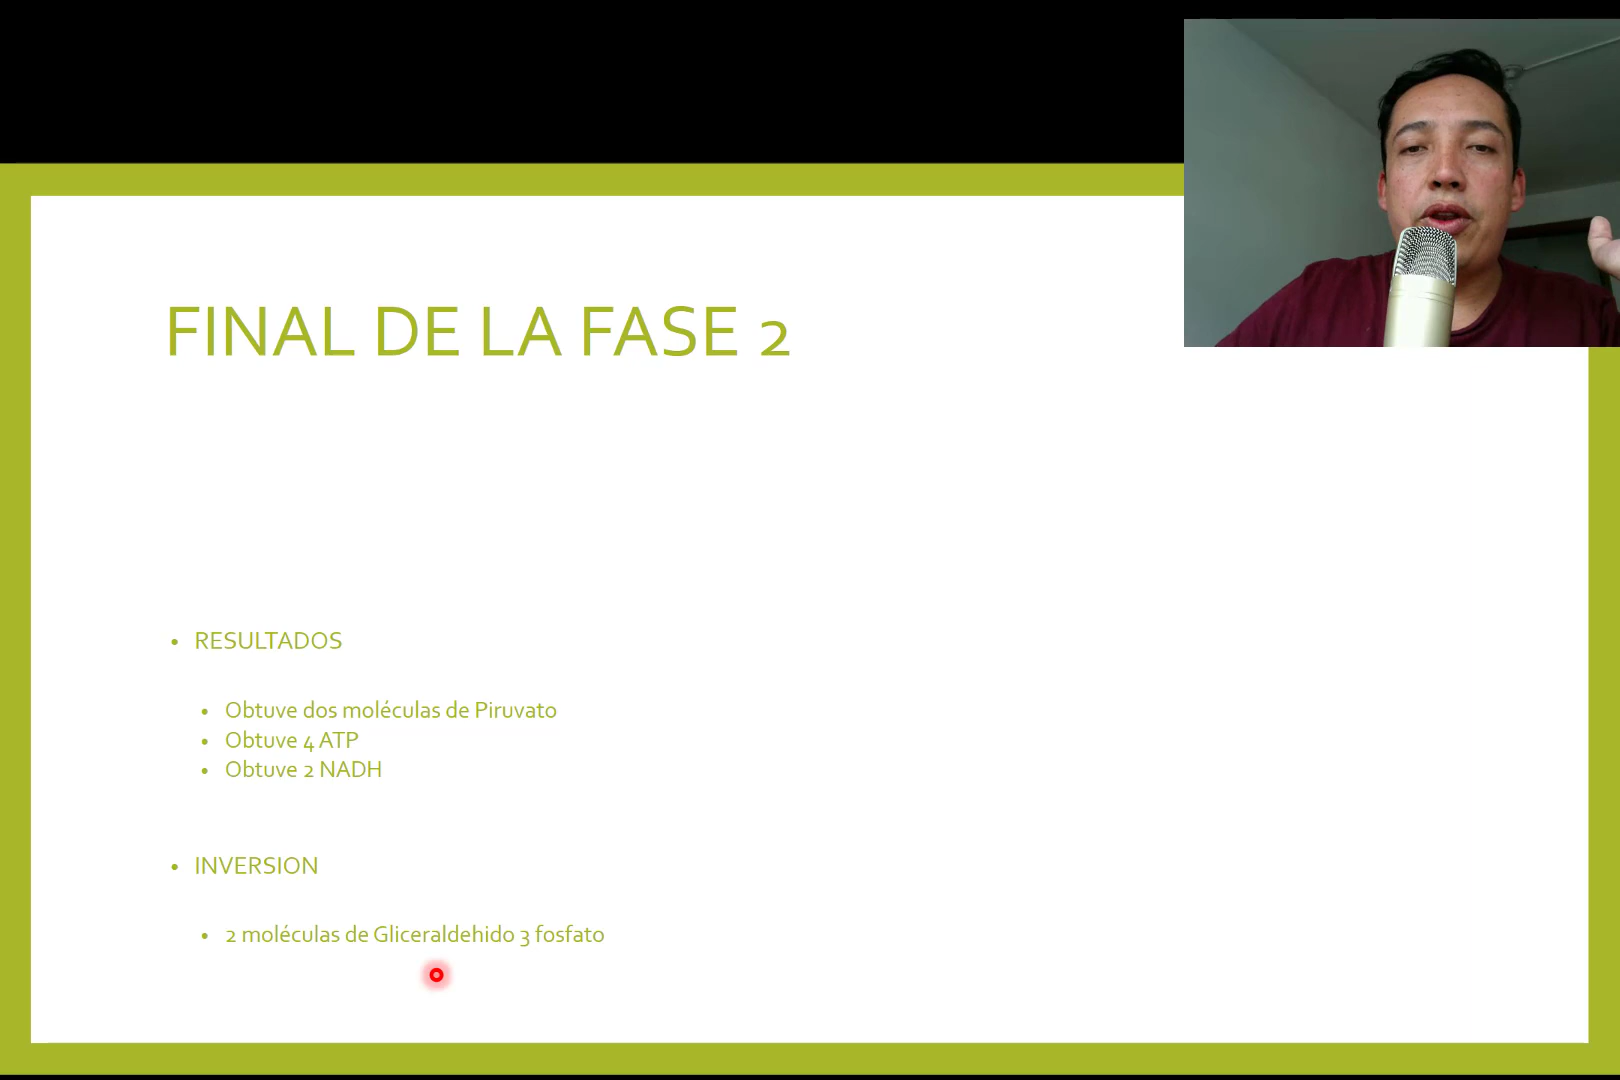 FINAL DE LA FASE 2
• RESULTADOS
• Obtuve dos moléculas de Piruvato
• Obtuve 4 ATP
• Obtuve 2 NADH
• INVERSION
• 2 moléculas de Gliceraldehido 3 fosfato